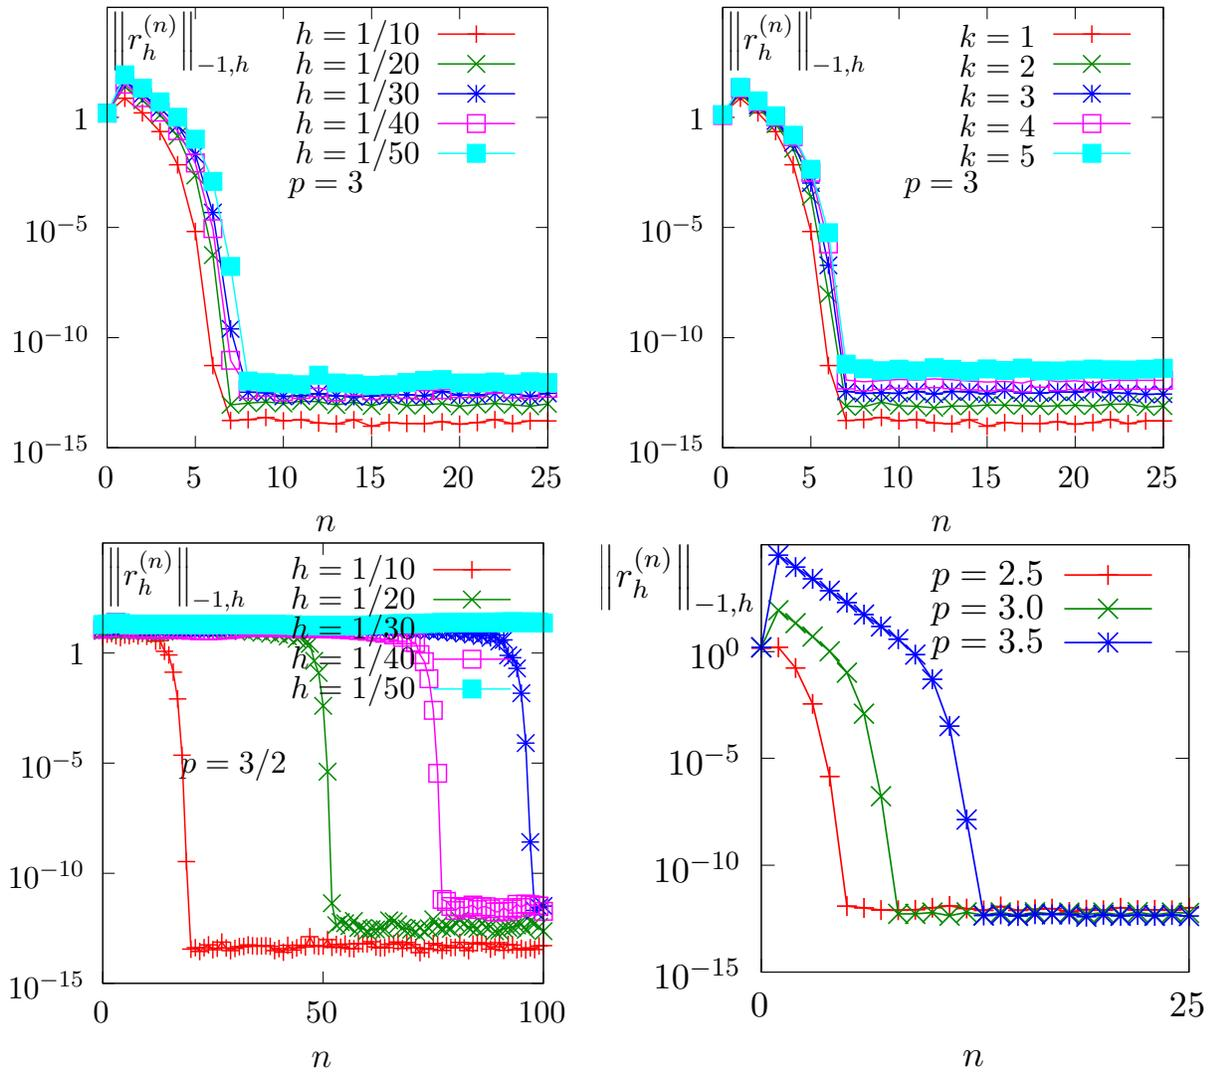 ‖r_h^(n)‖_−1,h
h = 1/10
h = 1/20
h = 1/30
h = 1/40
h = 1/50
p = 3
1
10^−5
10^−10
10^−15
0 5 10 15 20 25
n
‖r_h^(n)‖_−1,h
k = 1
k = 2
k = 3
k = 4
k = 5
p = 3
1
10^−5
10^−10
10^−15
0 5 10 15 20 25
n
‖r_h^(n)‖_−1,h
h = 1/10
h = 1/20
h = 1/30
h = 1/40
h = 1/50
p = 3/2
1
10^−5
10^−10
10^−15
0 50 100
n
‖r_h^(n)‖_−1,h
p = 2.5
p = 3.0
p = 3.5
10^0
10^−5
10^−10
10^−15
0 25
n